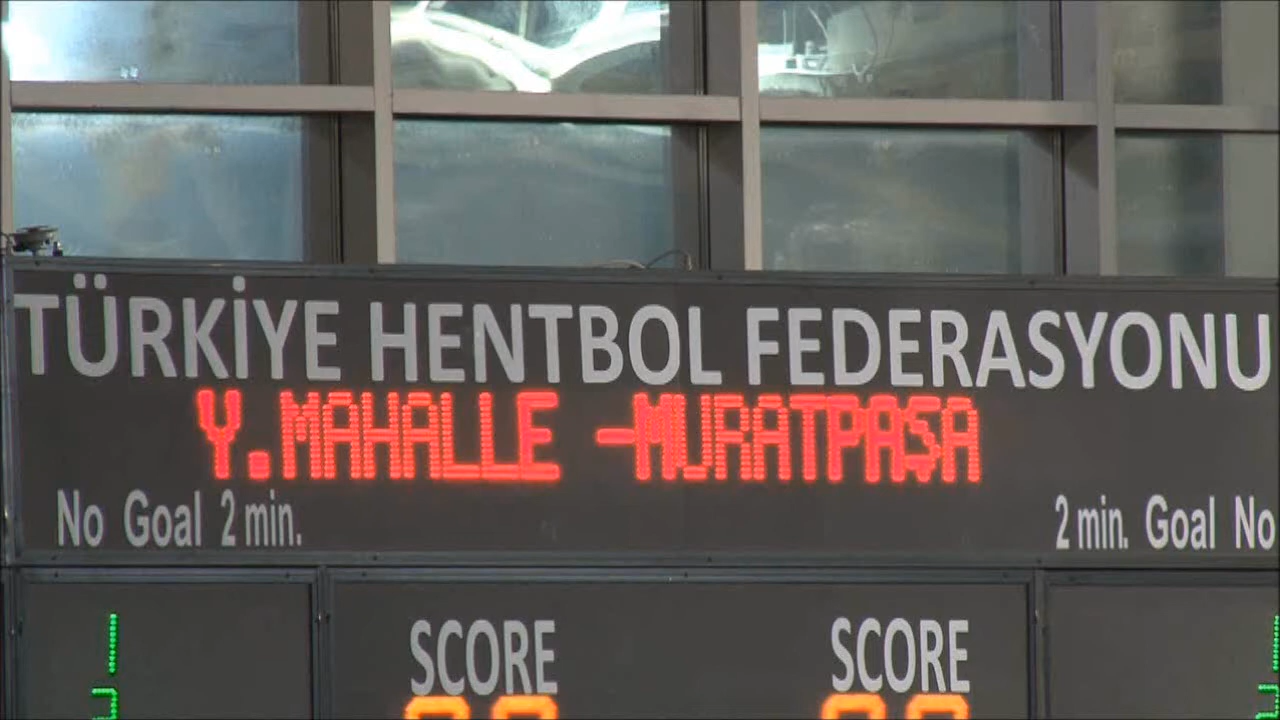 TÜRKİYE HENTBOL FEDERASYONU
Y.MAHALLE -MURATPAŞA
No Goal 2 min. 2 min. Goal No
SCORE SCORE